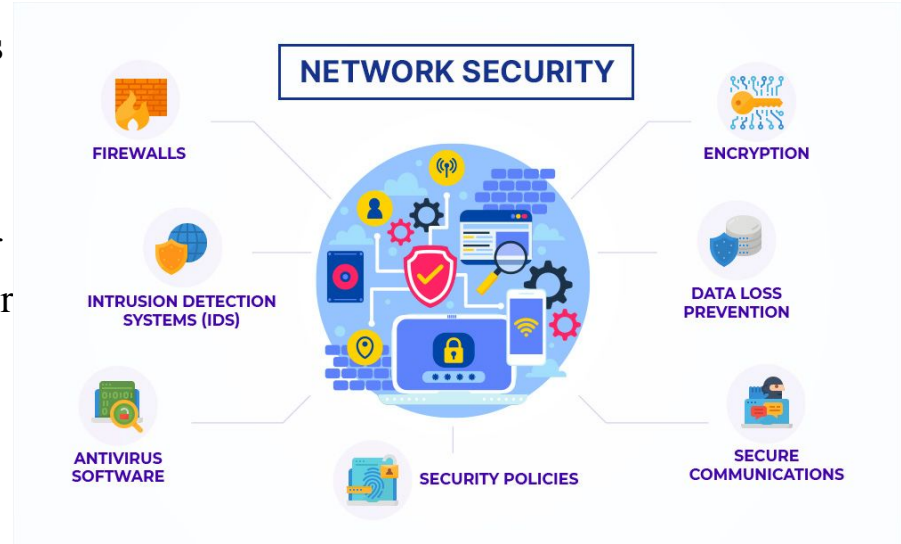 NETWORK SECURITY
FIREWALLS
ENCRYPTION
INTRUSION DETECTION
SYSTEMS (IDS)
DATA LOSS
PREVENTION
ANTIVIRUS
SOFTWARE
SECURITY POLICIES
SECURE
COMMUNICATIONS